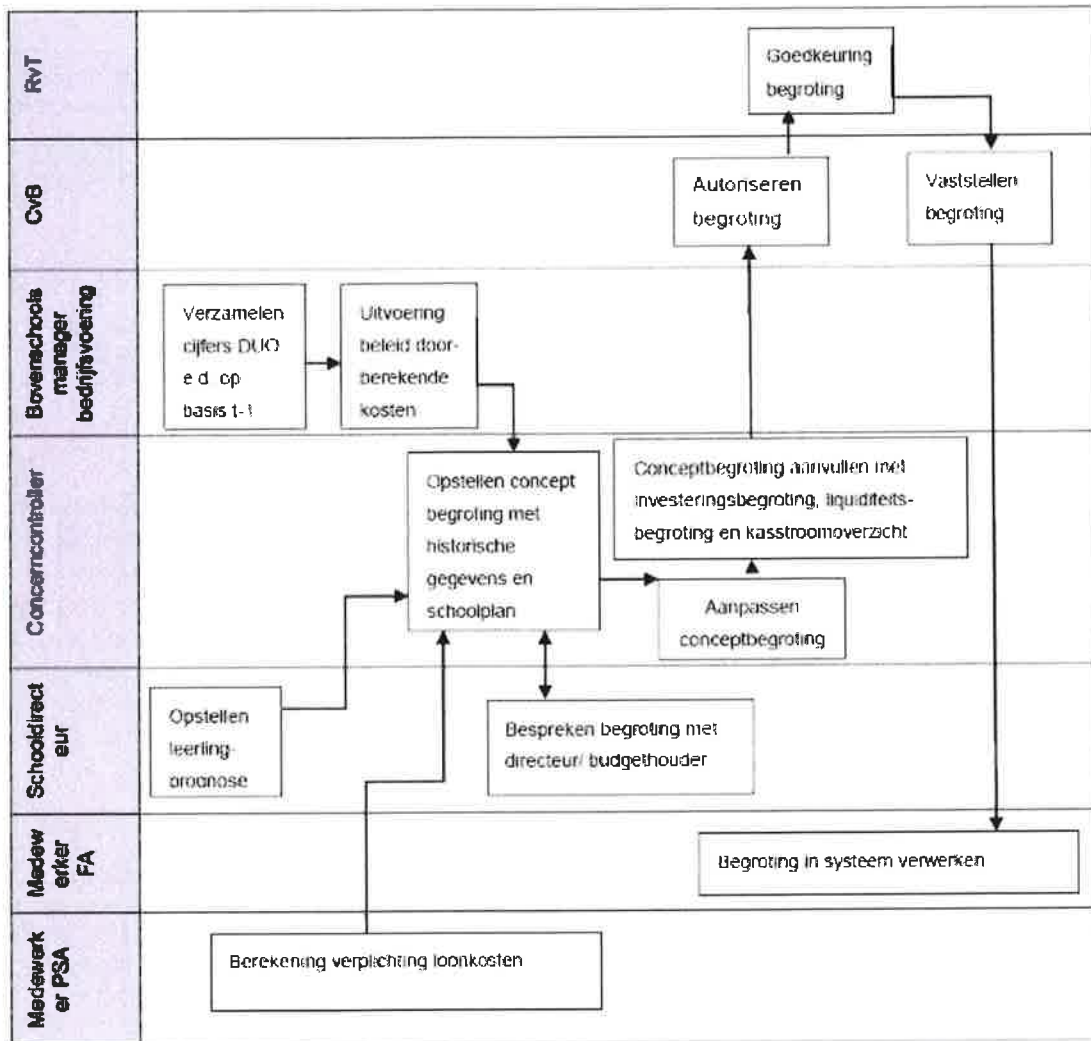 RvT
Goedkeuring
begroting
CvB
Autoriseren
begroting
Vaststellen
begroting
Bovenschools
manager
bedrijfsvoering
Verzamelen
cijfers DUO
e.d. op
basis t-1
Uitvoering
beleid door-
berekende
kosten
Concerncontroller
Opstellen concept
begroting met
historische
gegevens en
schoolplan
Conceptbegroting aanvullen met
investeringsbegroting, liquiditeits-
begroting en kasstroomoverzicht
Aanpassen
conceptbegroting
Schooldirect
eur
Opstellen
leerling-
prognose
Bespreken begroting met
directeur/ budgethouder
Medew
erker
FA
Begroting in systeem verwerken
Medewerk
er PSA
Berekening verplichting loonkosten